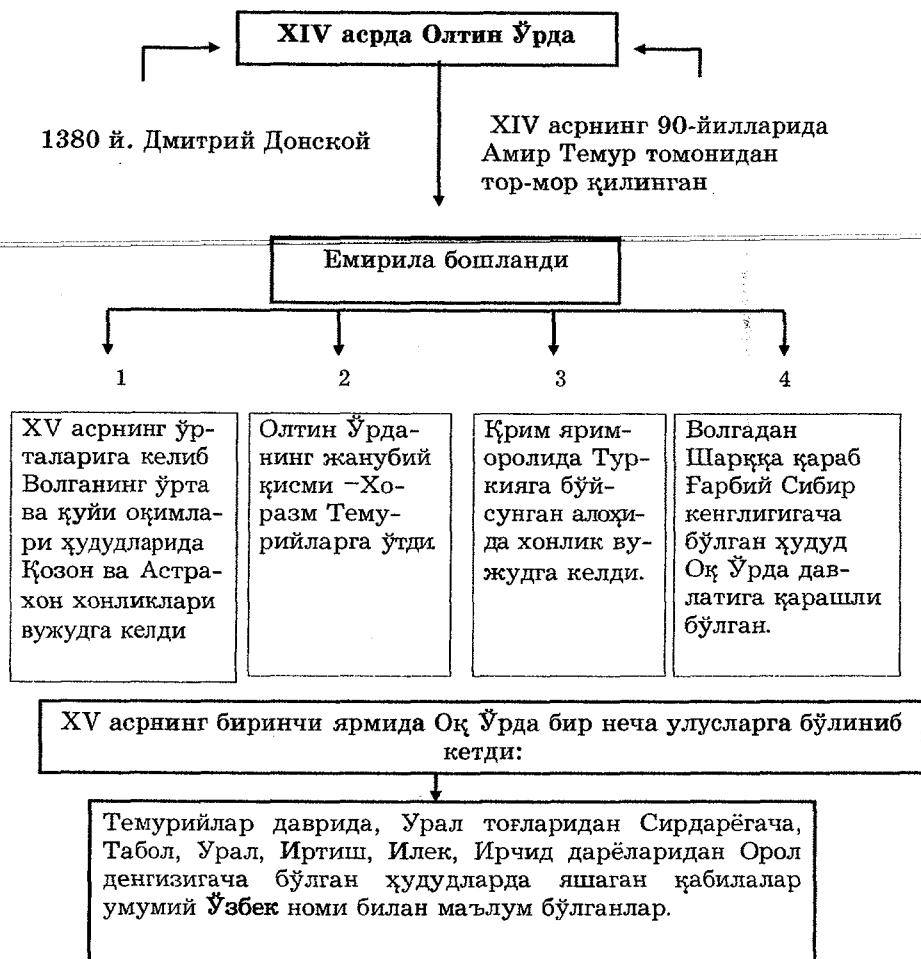 XIV асрда Олтин Ўрда
1380 й. Дмитрий Донской
XIV асрнинг 90-йилларида
Амир Темур томонидан
тор-мор қилинган
Емирила бошланди
1
2
3
4
XV асрнинг ўр-
таларига келиб
Волганинг ўрта
ва қуйи оқимла-
ри ҳудудларида
Қозон ва Астра-
хон хонликлари
вужудга келди
Олтин Ўрда-
нинг жанубий
қисми –Хо-
разм Тему-
рийларга ўтди.
Қрим ярим-
оролида Тур-
кияга бўй-
сунган алоҳи-
да хонлик ву-
жудга келди.
Волгадан
Шарққа қараб
Ғарбий Сибир
кенглигигача
бўлган ҳудуд
Оқ Ўрда дав-
латига қарашли
бўлган.
XV асрнинг биринчи ярмида Оқ Ўрда бир неча улусларга бўлиниб
кетди:
Темурийлар даврида, Урал тоғларидан Сирдарёгача,
Табол, Урал, Иртиш, Илек, Ирчид дарёларидан Орол
денгизигача бўлган ҳудудларда яшаган қабилалар
умумий Ўзбек номи билан маълум бўлганлар.